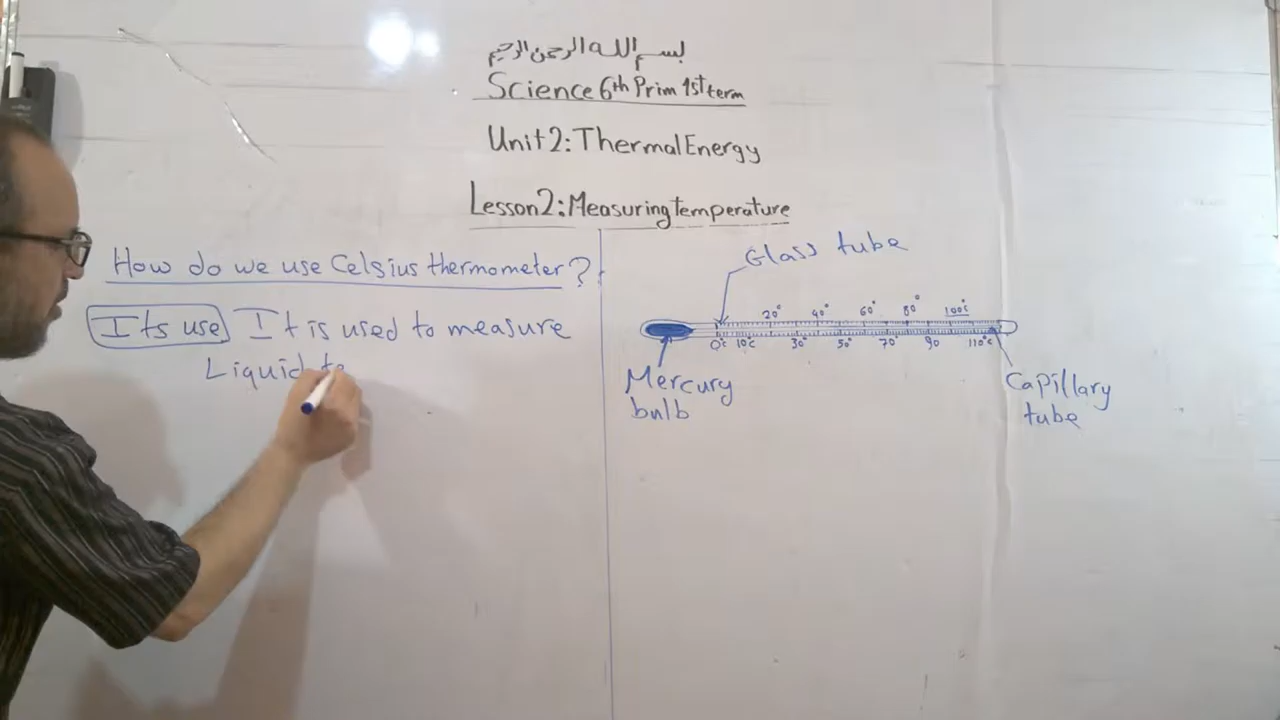 بسم الله الرحمن الرحيم
Science 6th Prim 1st term
Unit 2: Thermal Energy
Lesson 2: Measuring temperature
How do we use Celsius thermometer?
Its use It is used to measure
Liquid te
Glass tube
20° 40° 60° 80° 100°c
0°c 10°c 30° 50° 70° 90 110°c
Mercury
bulb
Capillary
tube